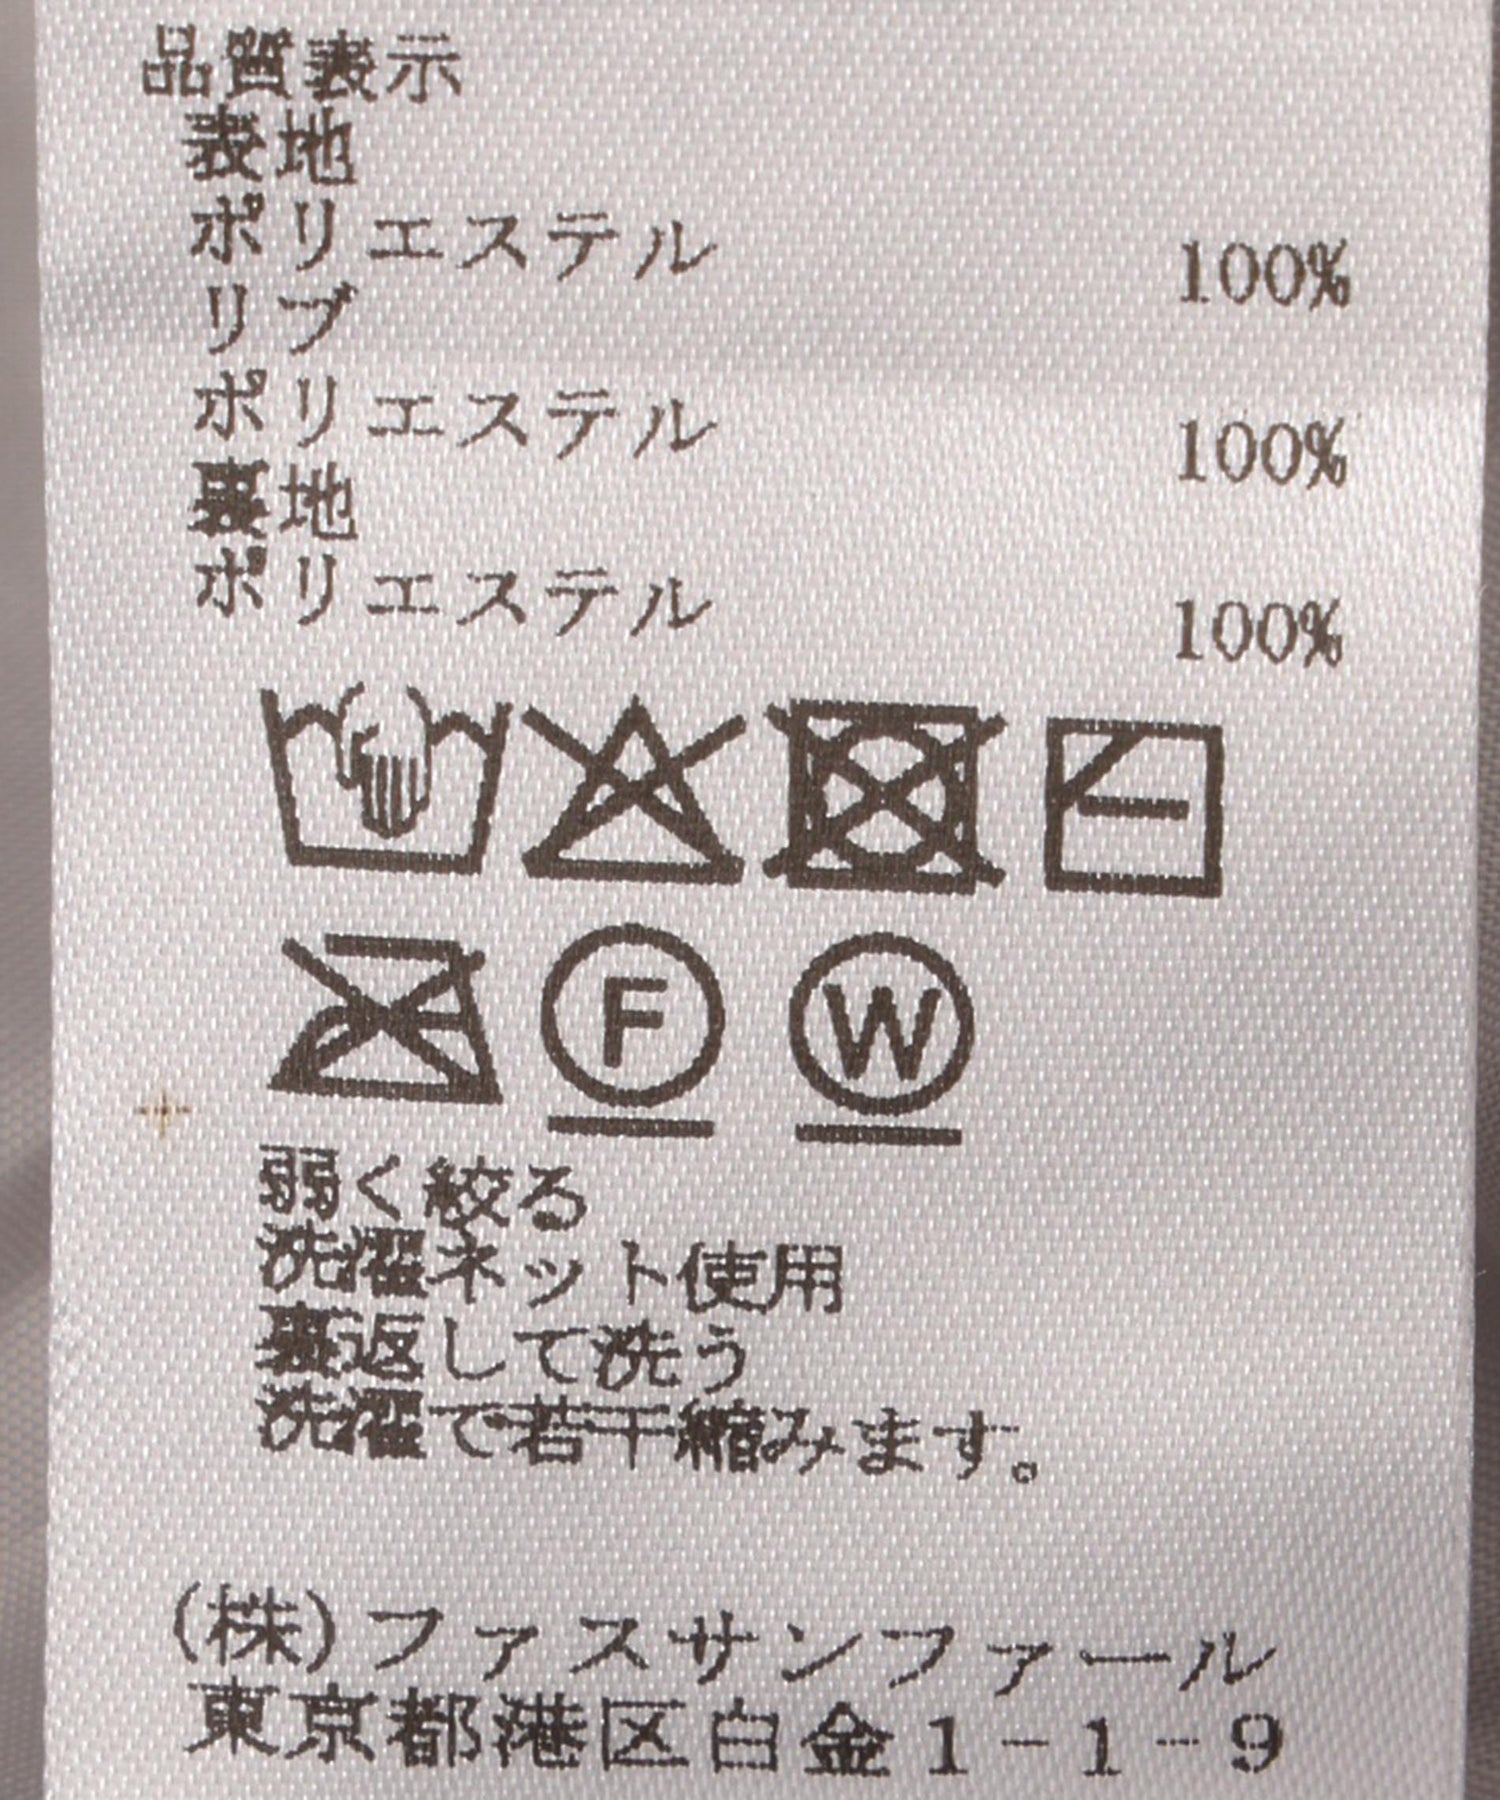 品質表示
表地
ポリエステル 100%
リブ
ポリエステル 100%
裏地
ポリエステル 100%
F W
弱く絞る
洗濯ネット使用
裏返して洗う
洗濯で若干縮みます。
(株)ファスサンファール
東京都港区白金1-1-9